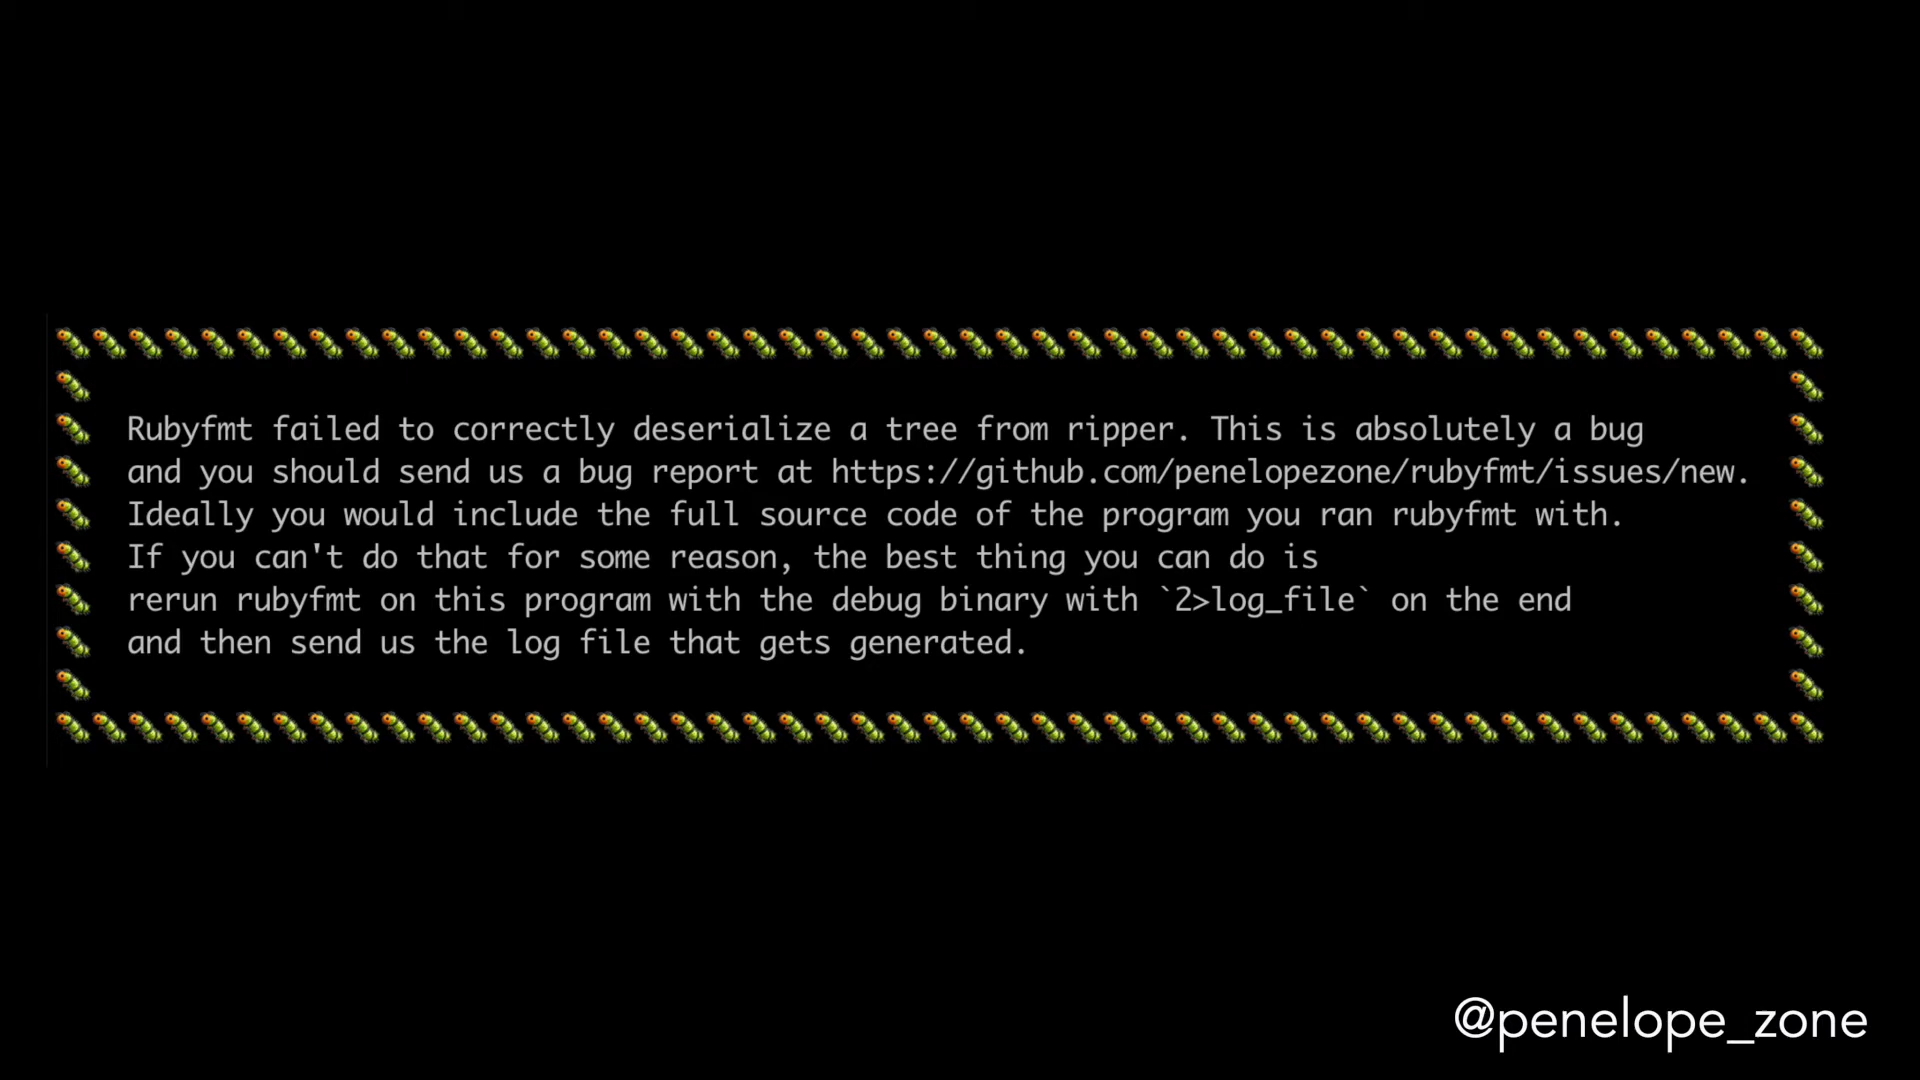 Rubyfmt failed to correctly deserialize a tree from ripper. This is absolutely a bug
and you should send us a bug report at https://github.com/penelopezone/rubyfmt/issues/new.
Ideally you would include the full source code of the program you ran rubyfmt with.
If you can't do that for some reason, the best thing you can do is
rerun rubyfmt on this program with the debug binary with `2>log_file` on the end
and then send us the log file that gets generated.
@penelope_zone